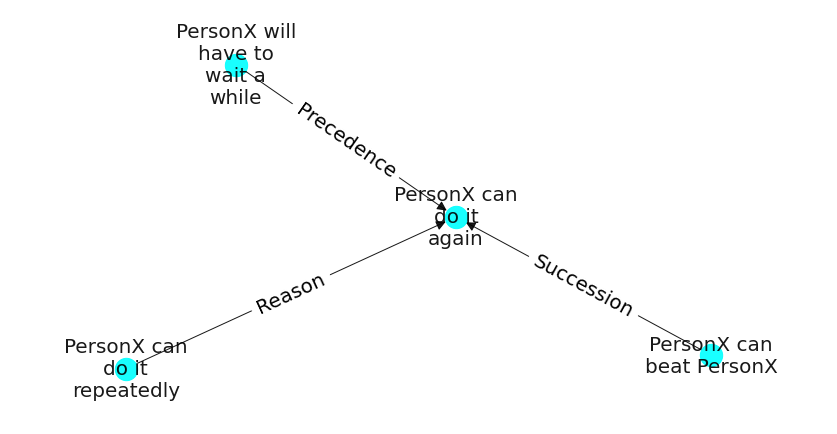 PersonX will
have to
wait a
while
Precedence
PersonX can
do it
again
Succession
Reason
PersonX can
do it
repeatedly
PersonX can
beat PersonX